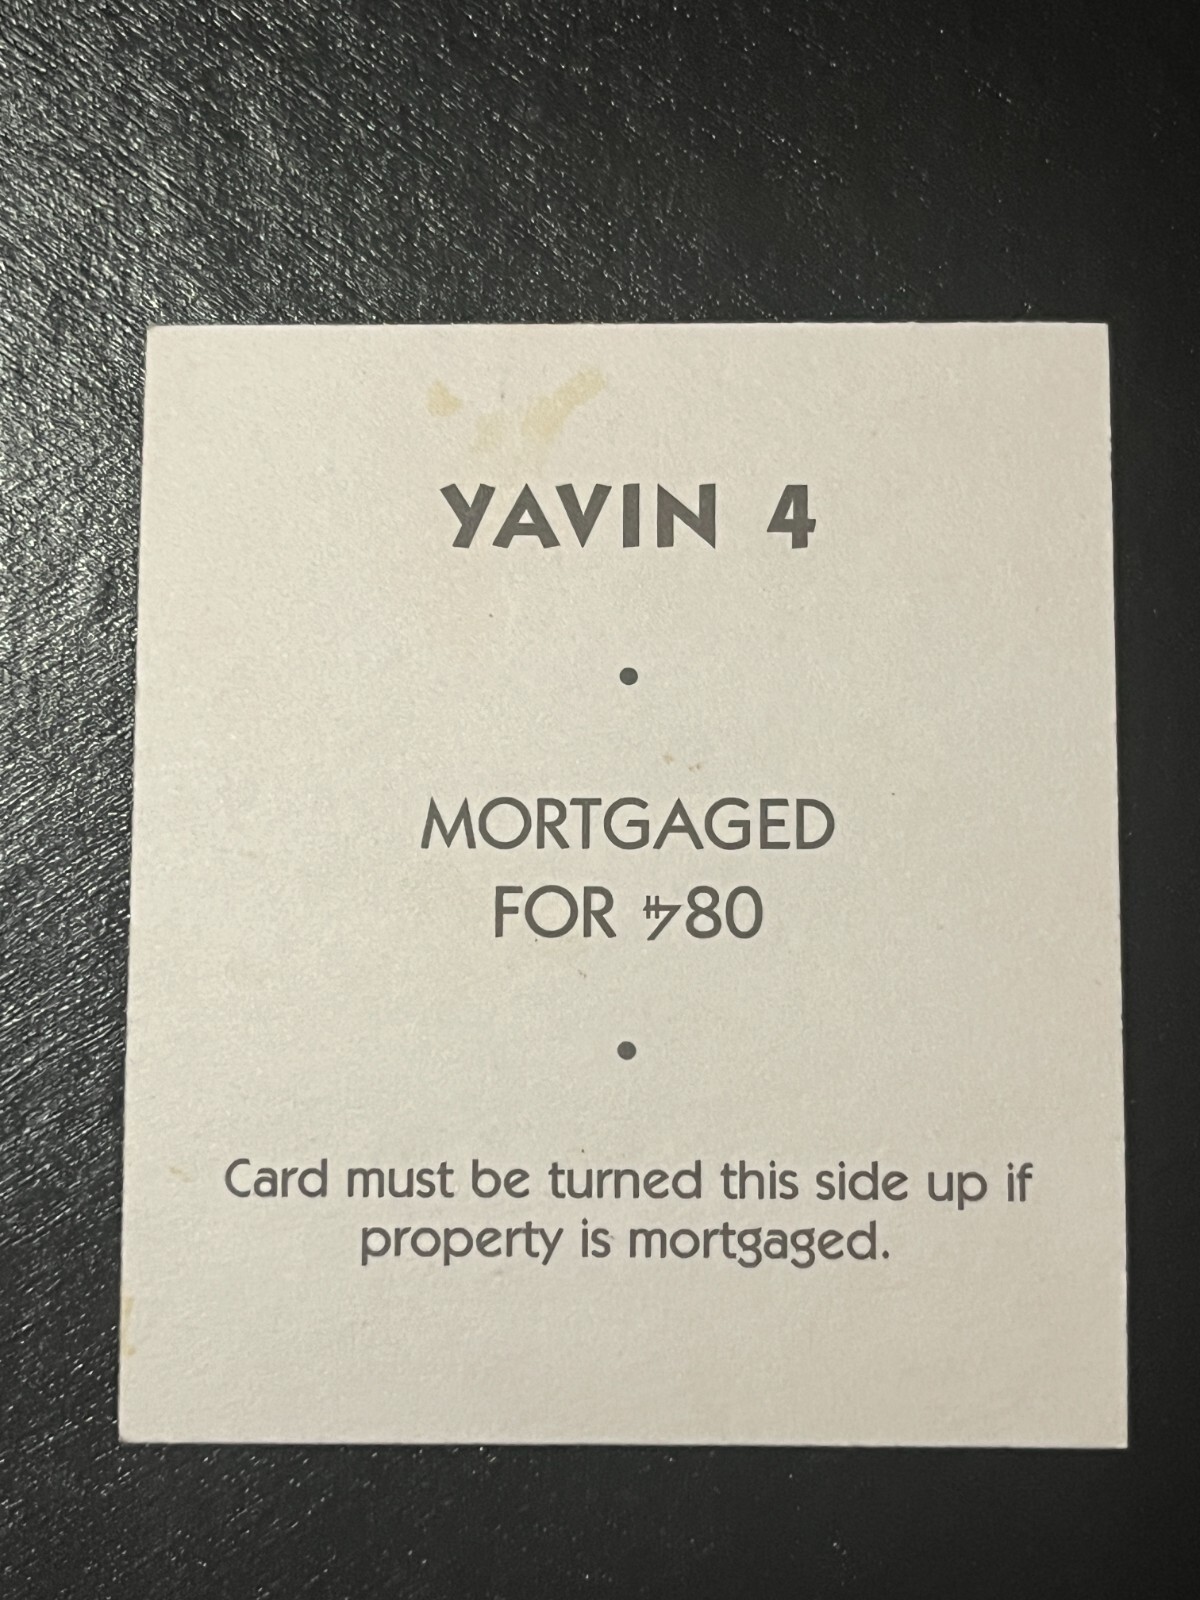 YAVIN 4
•
MORTGAGED
FOR 80
•
Card must be turned this side up if
property is mortgaged.